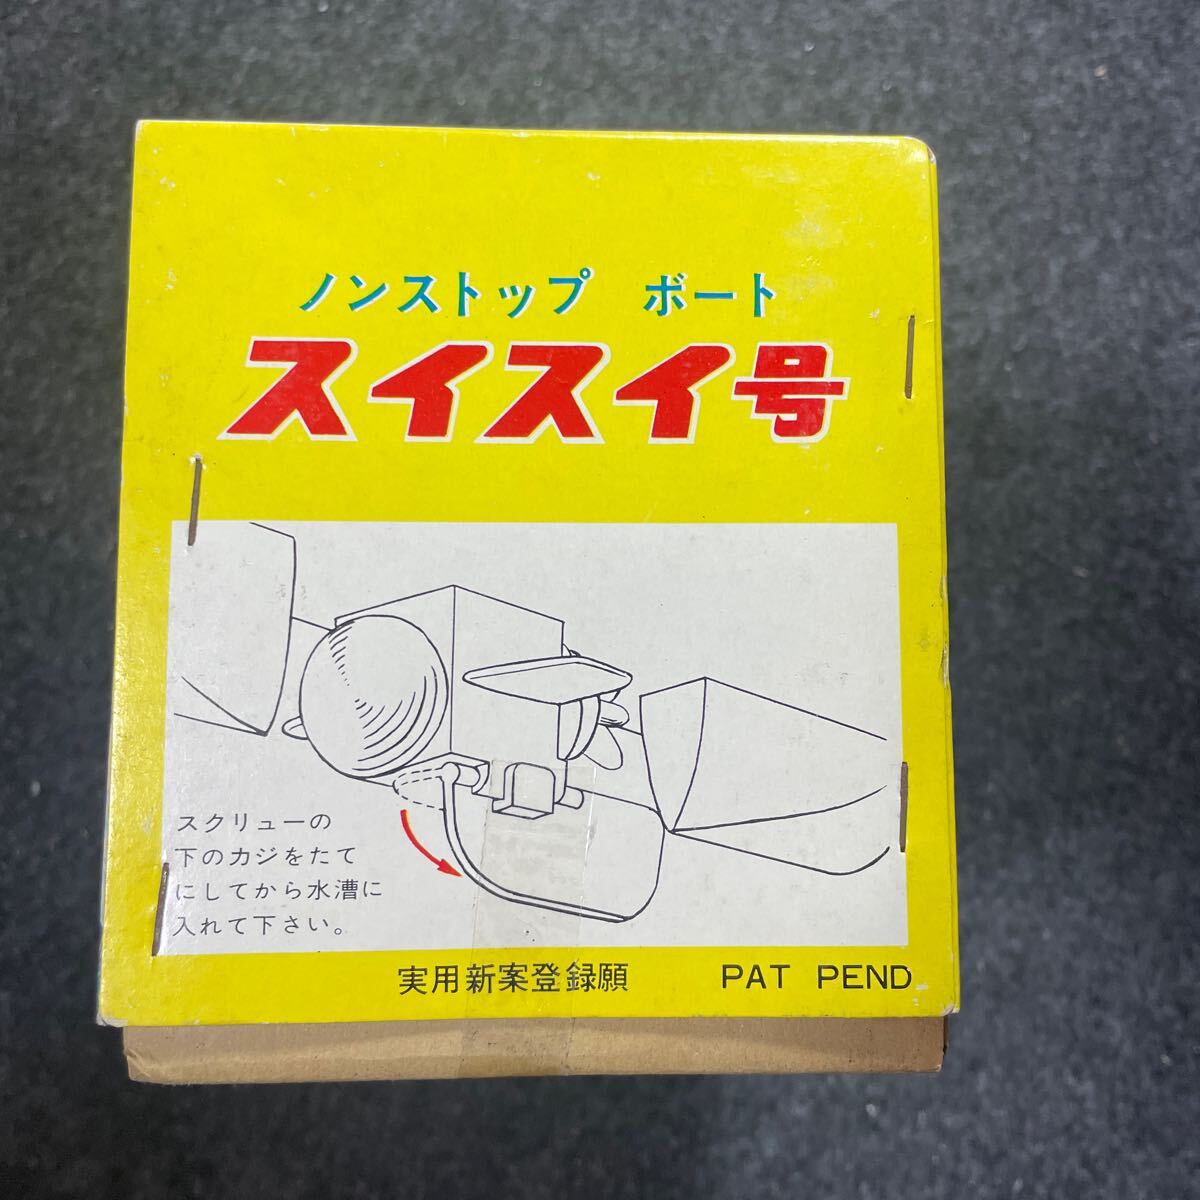 ノンストップ ボート
スイスイ号
スクリューの
下のカジをたて
にしてから水漕に
入れて下さい。
実用新案登録願 PAT PEND